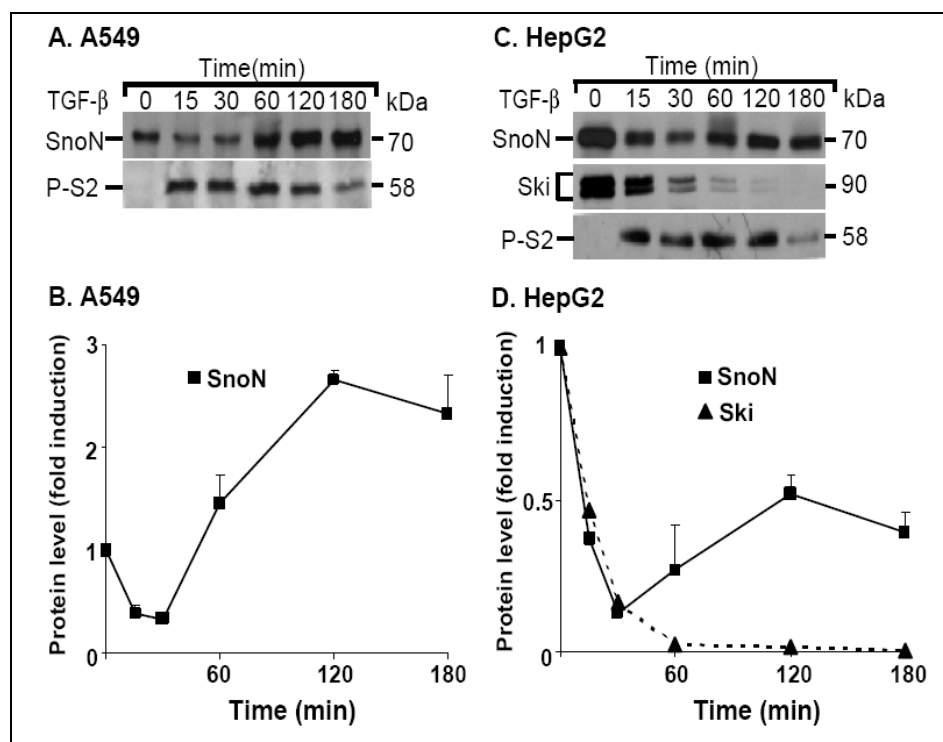 A. A549
Time(min)
TGF-β 0 15 30 60 120 180 kDa
SnoN 70
P-S2 58
C. HepG2
Time (min)
TGF-β 0 15 30 60 120 180 kDa
SnoN 70
Ski 90
P-S2 58
B. A549
Protein level (fold induction)
3
2
1
0
SnoN
60 120 180
Time (min)
D. HepG2
Protein level (fold induction)
1
0.5
0
SnoN
Ski
60 120 180
Time (min)